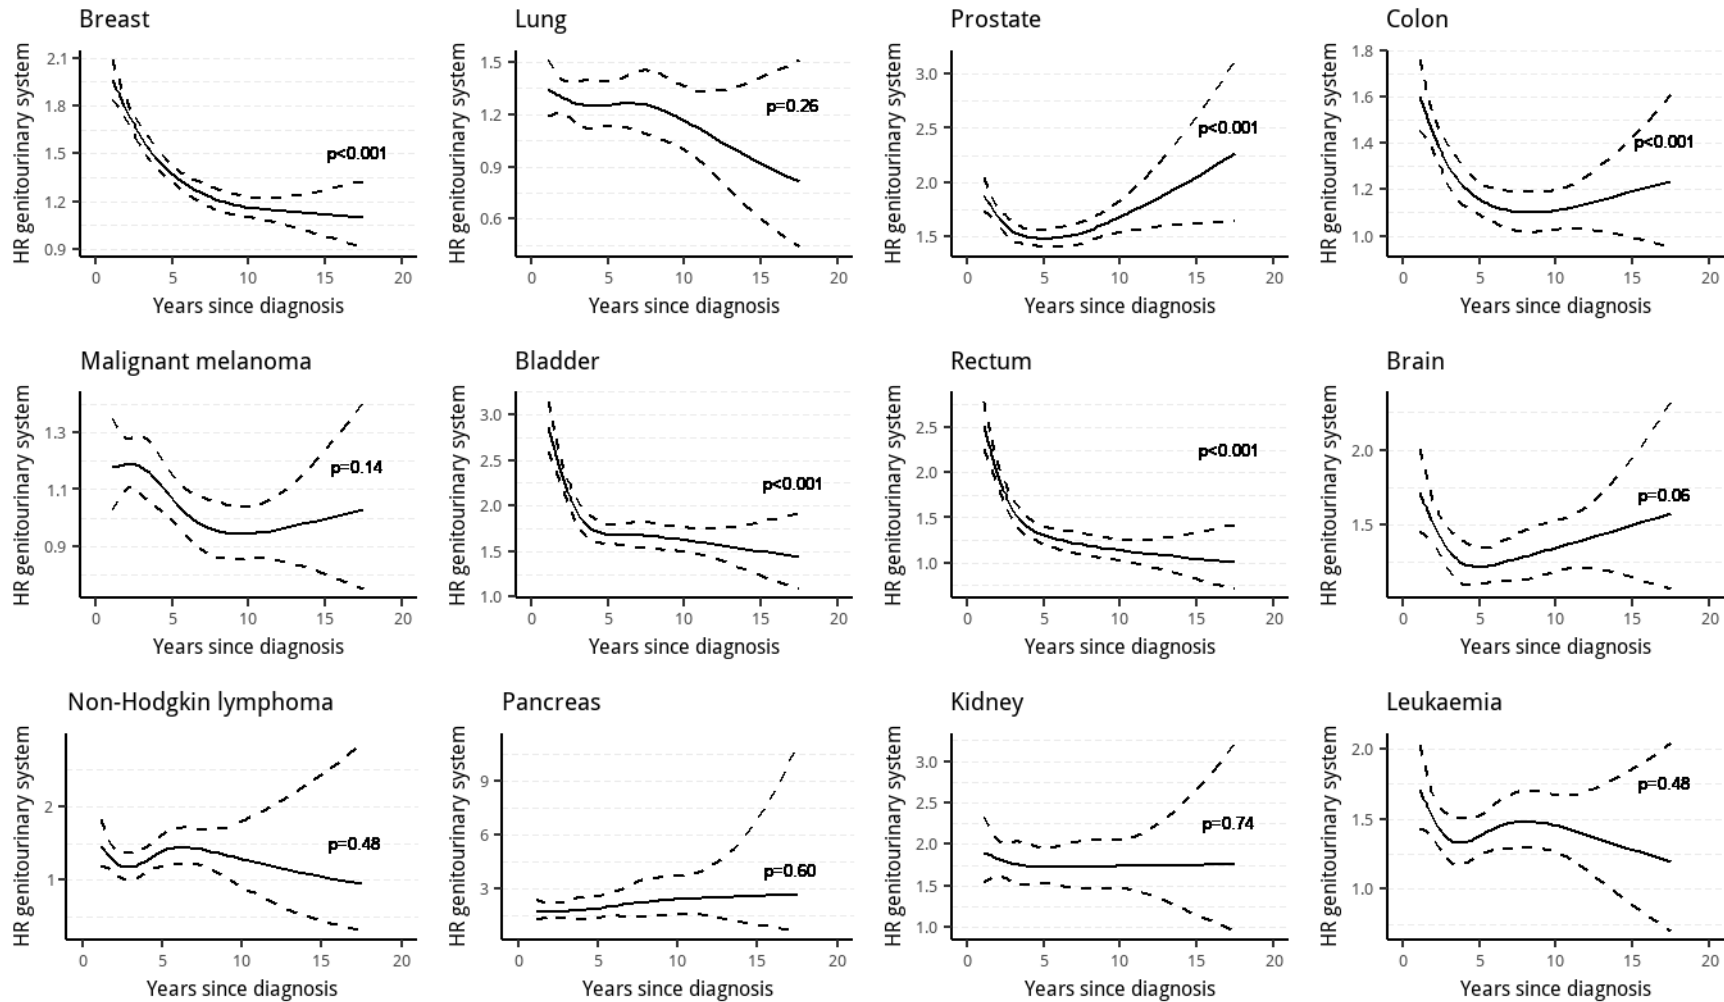 Breast
HR genitourinary system
2.1
1.8
1.5
1.2
0.9
p<0.001
0 5 10 15 20
Years since diagnosis
Lung
HR genitourinary system
1.5
1.2
0.9
0.6
p=0.26
0 5 10 15 20
Years since diagnosis
Prostate
HR genitourinary system
3.0
2.5
2.0
1.5
p<0.001
0 5 10 15 20
Years since diagnosis
Colon
HR genitourinary system
1.8
1.6
1.4
1.2
1.0
p<0.001
0 5 10 15 20
Years since diagnosis
Malignant melanoma
HR genitourinary system
1.3
1.1
0.9
p=0.14
0 5 10 15 20
Years since diagnosis
Bladder
HR genitourinary system
3.0
2.5
2.0
1.5
1.0
p<0.001
0 5 10 15 20
Years since diagnosis
Rectum
HR genitourinary system
2.5
2.0
1.5
1.0
p<0.001
0 5 10 15 20
Years since diagnosis
Brain
HR genitourinary system
2.0
1.5
p=0.06
0 5 10 15 20
Years since diagnosis
Non-Hodgkin lymphoma
HR genitourinary system
2
1
p=0.48
0 5 10 15 20
Years since diagnosis
Pancreas
HR genitourinary system
9
6
3
p=0.60
0 5 10 15 20
Years since diagnosis
Kidney
HR genitourinary system
3.0
2.5
2.0
1.5
1.0
p=0.74
0 5 10 15 20
Years since diagnosis
Leukaemia
HR genitourinary system
2.0
1.5
1.0
p=0.48
0 5 10 15 20
Years since diagnosis